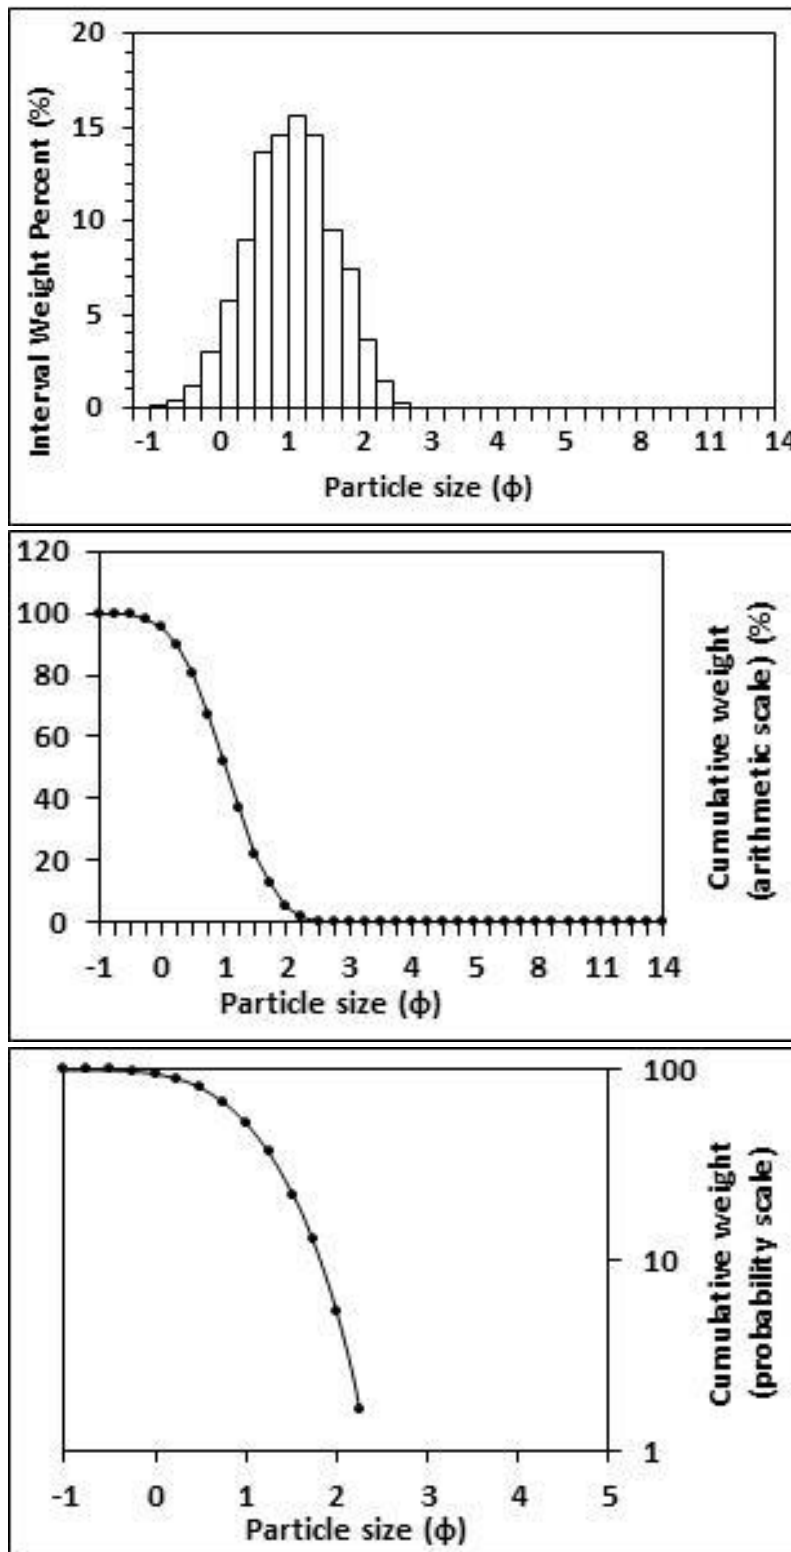 20
15
10
5
0
Interval Weight Percent (%)
-1 0 1 2 3 4 5 8 11 14
Particle size (ϕ)
120
100
80
60
40
20
0
Cumulative weight
(arithmetic scale) (%)
-1 0 1 2 3 4 5 8 11 14
Particle size (ϕ)
100
10
1
Cumulative weight
(probability scale)
-1 0 1 2 3 4 5
Particle size (ϕ)